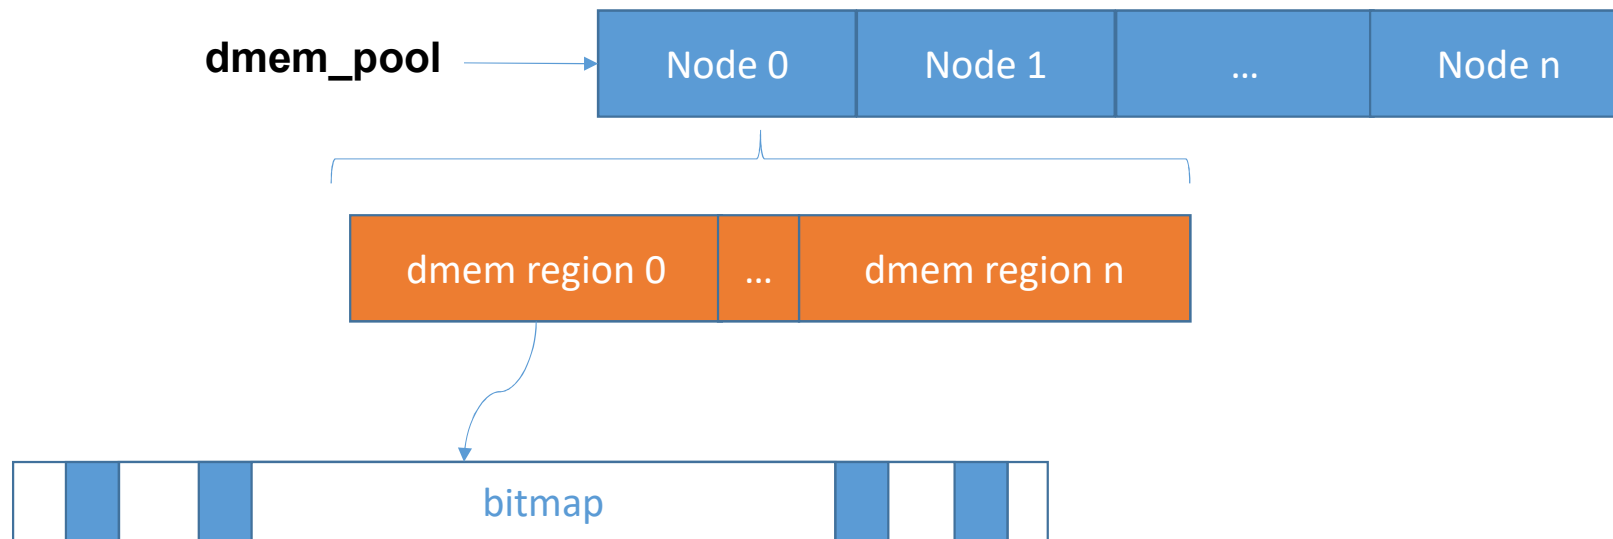 dmem_pool Node 0 Node 1 ... Node n
dmem region 0 ... dmem region n
bitmap